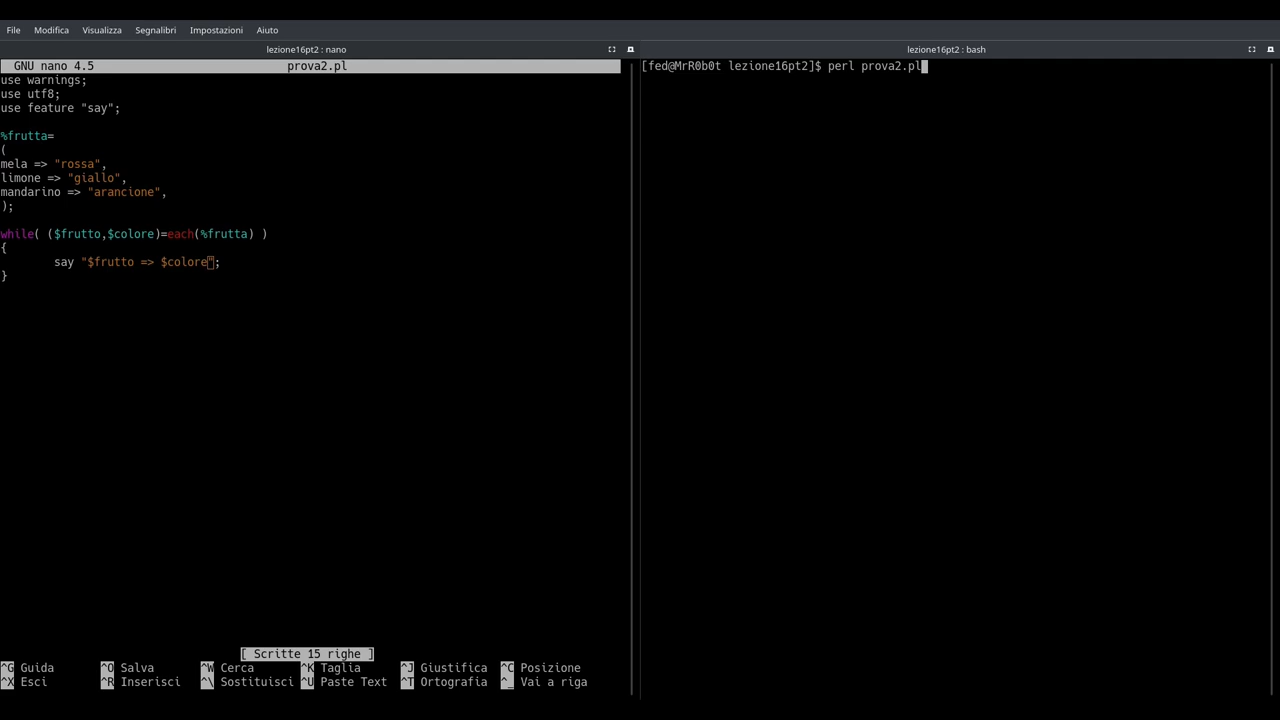 File Modifica Visualizza Segnalibri Impostazioni Aiuto
lezione16pt2 : nano
GNU nano 4.5 prova2.pl
use warnings;
use utf8;
use feature "say";
%frutta=
(
mela => "rossa",
limone => "giallo",
mandarino => "arancione",
);
while( ($frutto,$colore)=each(%frutta) )
{
say "$frutto => $colore";
}
[ Scritte 15 righe ]
^G Guida ^O Salva ^W Cerca ^K Taglia ^J Giustifica ^C Posizione
^X Esci ^R Inserisci ^\ Sostituisci ^U Paste Text ^T Ortografia ^_ Vai a riga
lezione16pt2 : bash
[fed@MrR0b0t lezione16pt2]$ perl prova2.pl